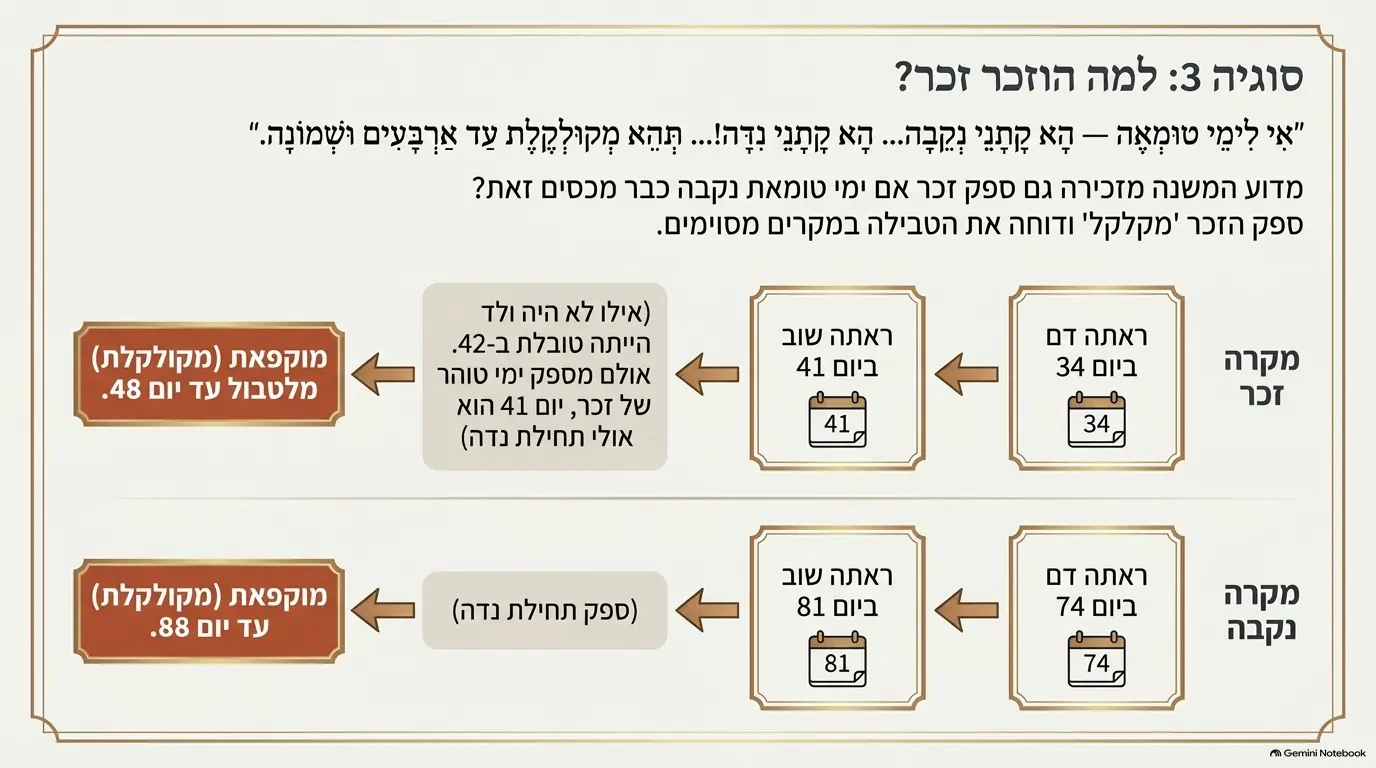 סוגיה 3: למה הוזכר זכר?
"אִי לִימֵי טוּמְאָה — הָא קָתָנֵי נְקֵבָה... הָא קָתָנֵי נִדָּה!... תְּהֵא מְקוּלְקֶלֶת עַד אַרְבָּעִים וּשְׁמוֹנָה."
מדוע המשנה מזכירה גם ספק זכר אם ימי טומאת נקבה כבר מכסים זאת?
ספק הזכר 'מקלקל' ודוחה את הטבילה במקרים מסוימים.
מקרה
זכר
ראתה דם
ביום 34
34
ראתה שוב
ביום 41
41
(אילו לא היה ולד
הייתה טובלת ב-42.
אולם מספק ימי טוהר
של זכר, יום 41 הוא
אולי תחילת נדה)
מוקפאת (מקולקלת)
מלטבול עד יום 48.
מקרה
נקבה
ראתה דם
ביום 74
74
ראתה שוב
ביום 81
81
(ספק תחילת נדה)
מוקפאת (מקולקלת)
עד יום 88.
Gemini Notebook